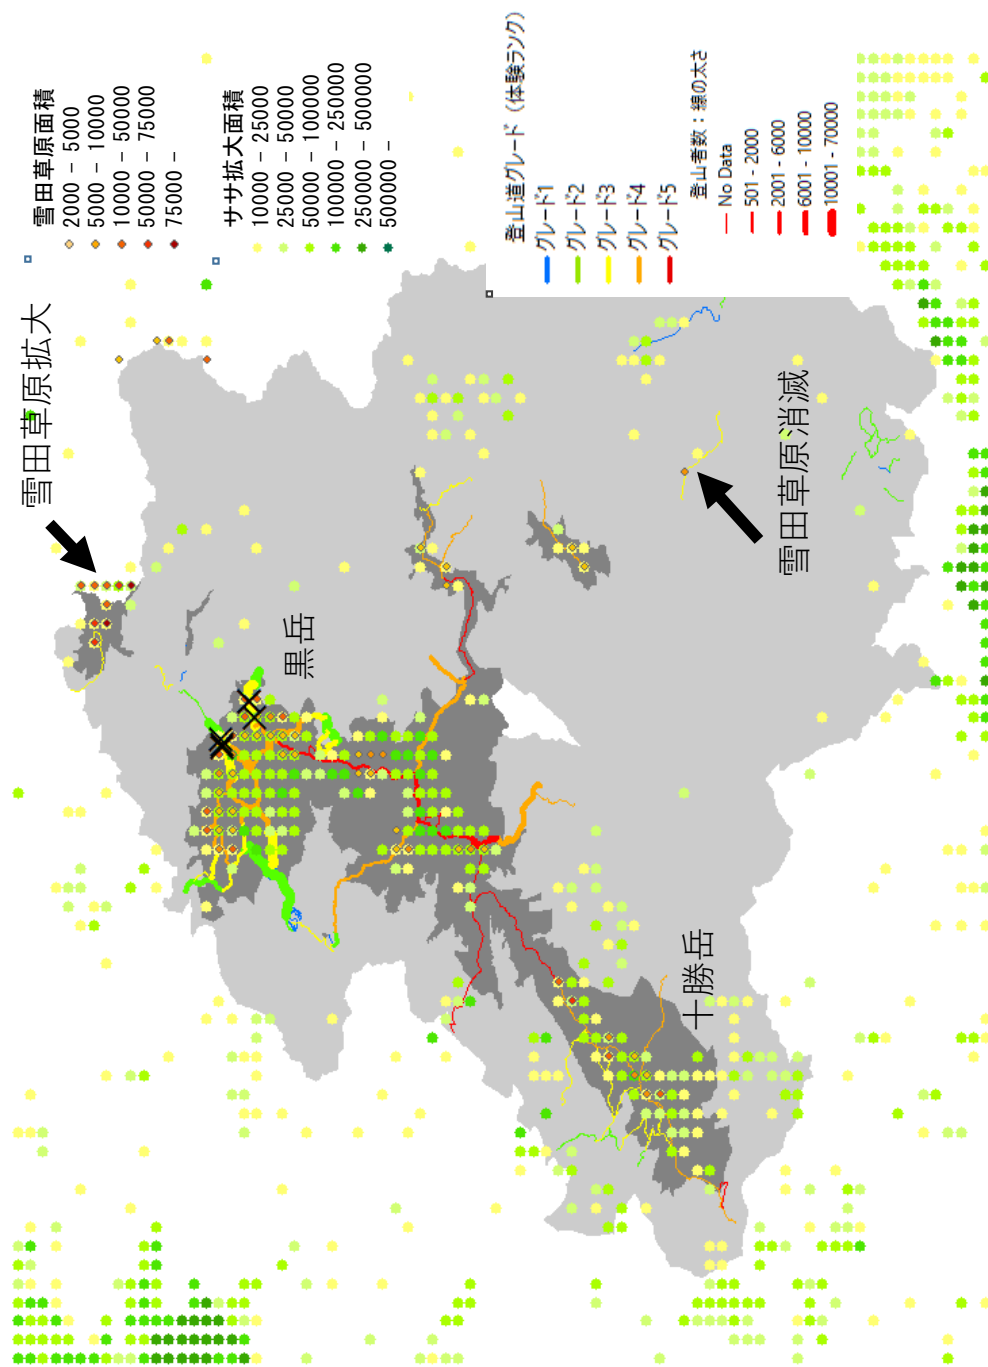 雪田草原拡大
雪田草原面積
2000 – 5000
5000 – 10000
10000 – 50000
50000 – 75000
75000 –
ササ拡大面積
10000 – 25000
25000 – 50000
50000 – 100000
100000 – 250000
250000 – 500000
500000 –
登山道グレード（体験ランク）
グレード1
グレード2
グレード3
グレード4
グレード5
登山者数：線の太さ
No Data
501 - 2000
2001 - 6000
6001 - 10000
10001 - 70000
黒岳
雪田草原消滅
十勝岳